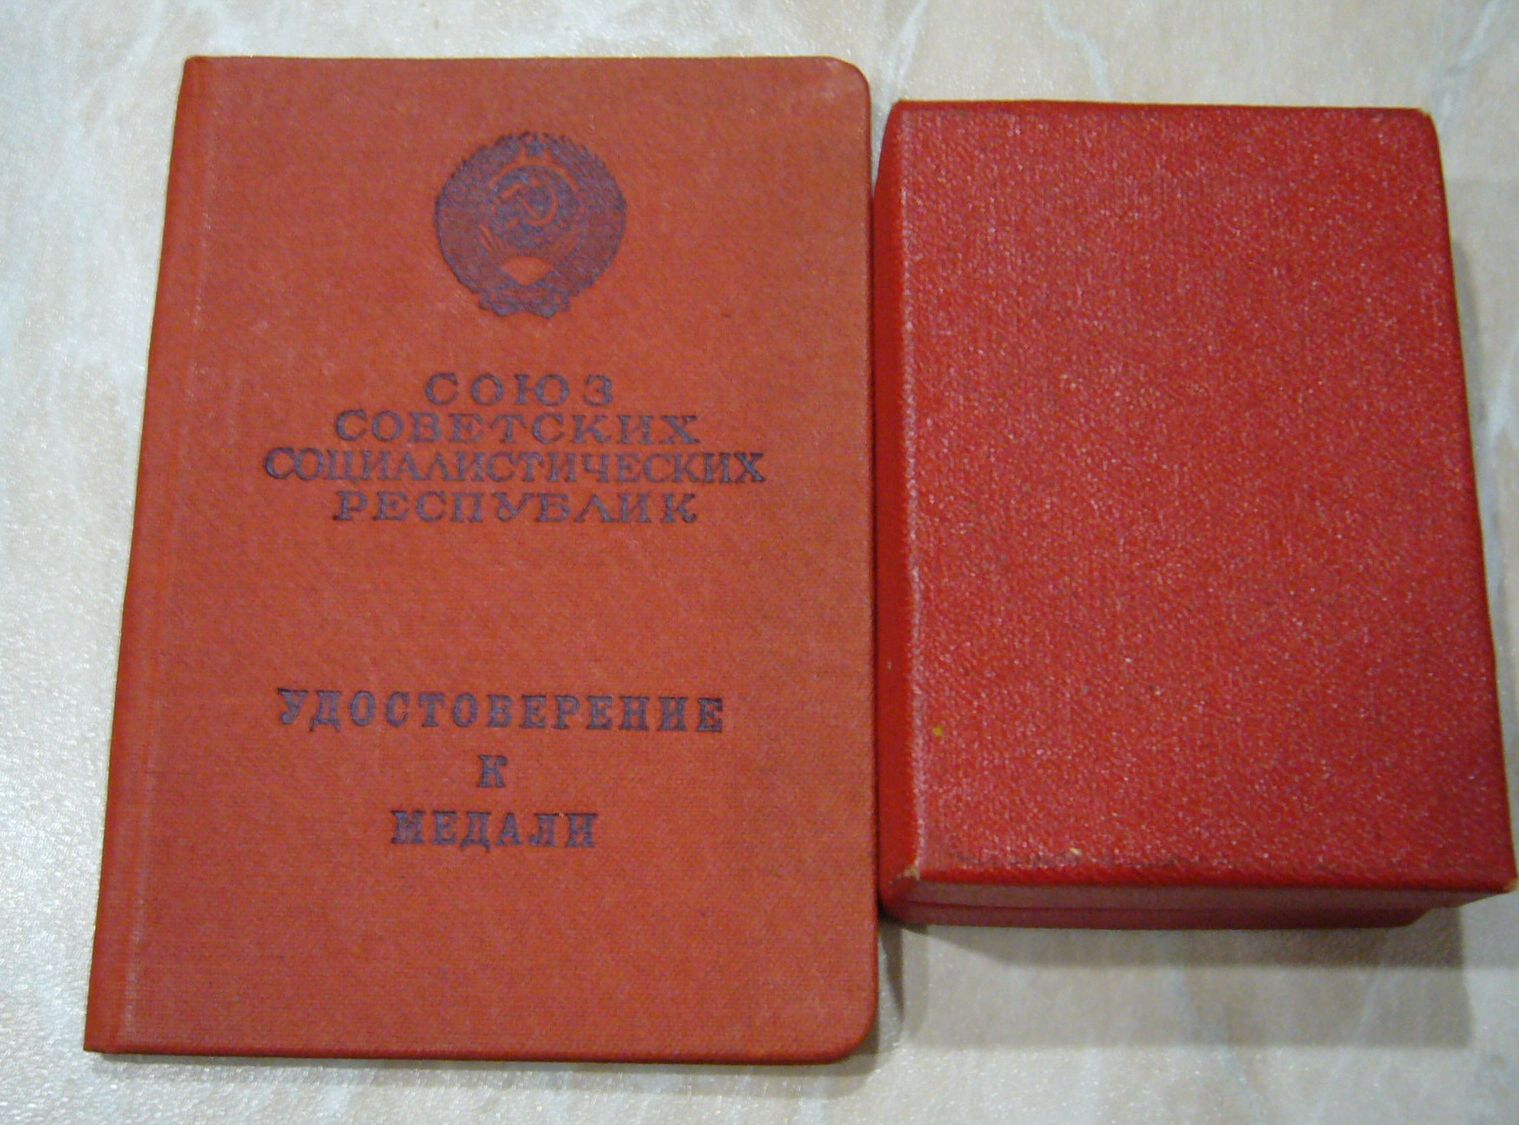 СОЮЗ
СОВЕТСКИХ
СОЦИАЛИСТИЧЕСКИХ
РЕСПУБЛИК
УДОСТОВЕРЕНИЕ
К
МЕДАЛИ